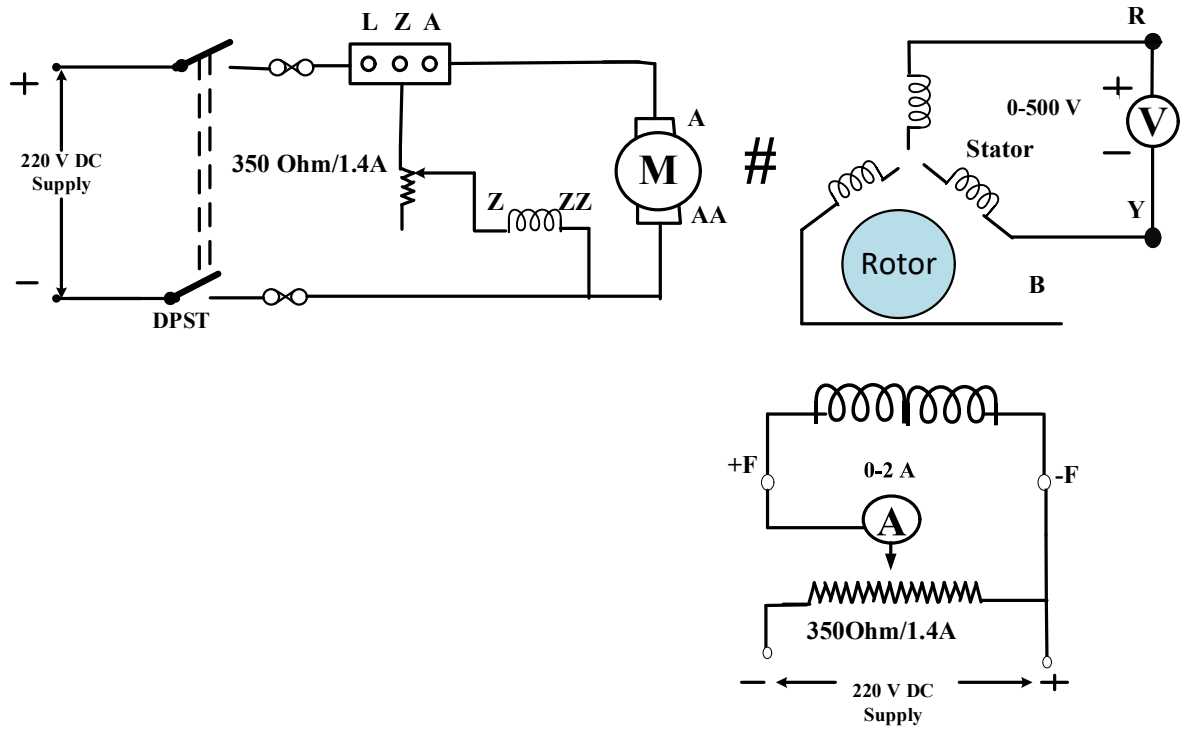 L Z A
R
+
220 V DC
Supply
−
DPST
350 Ohm/1.4A
Z ZZ
A
M
AA
#
0-500 V
+
V
−
Stator
Y
Rotor
B
+F
0-2 A
-F
A
350Ohm/1.4A
− 220 V DC +
Supply